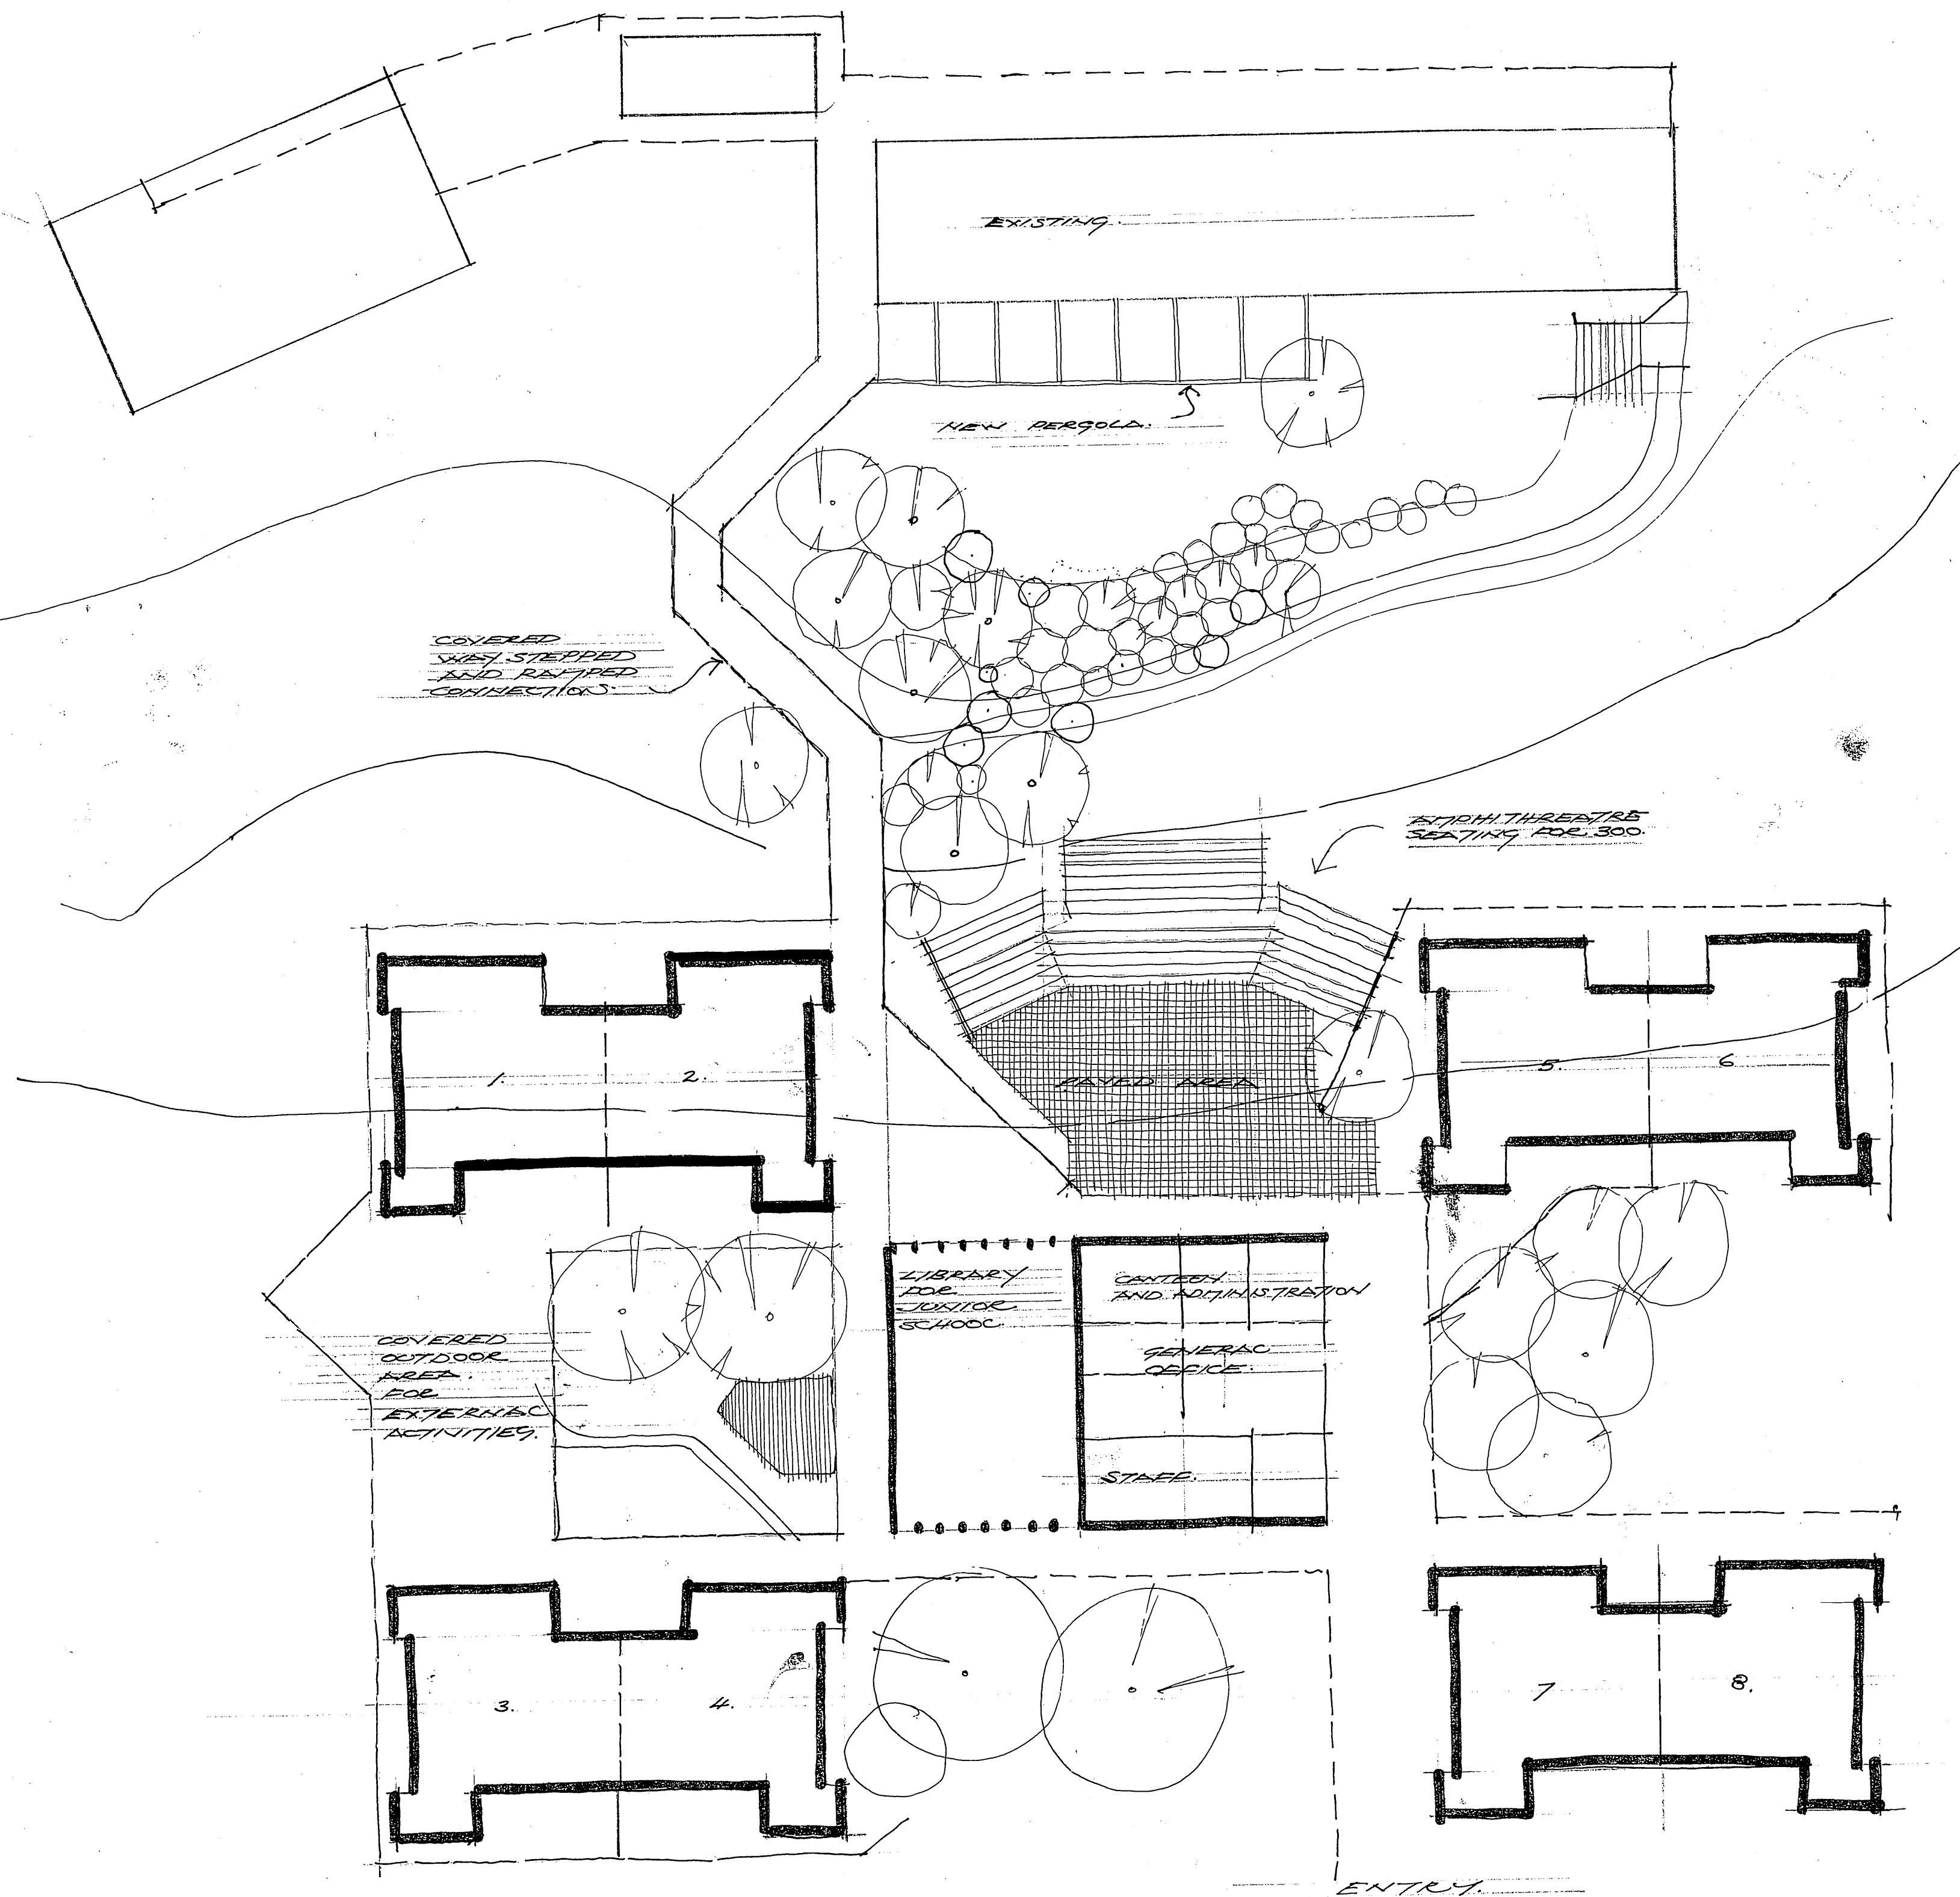 EXISTING.
NEW PERGOLA.
COVERED
WAY STEPPED
AND RAMPED
CONNECTION.
AMPHITHREATRE
SEATING FOR 300.
1.
2.
PAVED AREA
5.
6
LIBRARY
FOR
JUNIOR
SCHOOL.
CANTEEN
AND ADMINISTRATION
GENERAL
OFFICE.
STAFF.
COVERED
OUTDOOR
AREA.
FOR
EXTERNAL
ACTIVITIES.
3.
4.
7
8.
ENTRY.